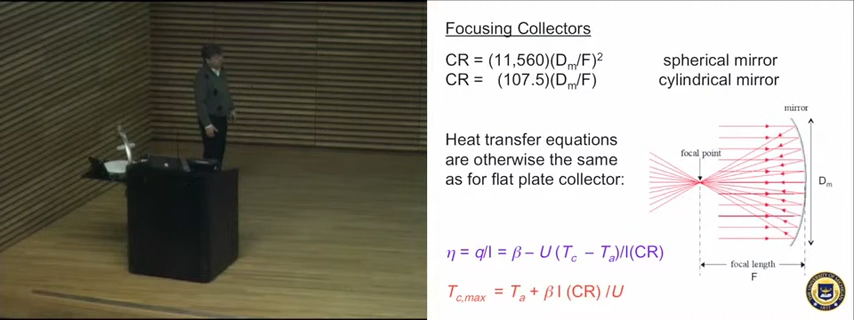 Focusing Collectors
CR = (11,560)(Dₘ/F)² spherical mirror
CR = (107.5)(Dₘ/F) cylindrical mirror
mirror
Heat transfer equations
are otherwise the same
as for flat plate collector:
focal point
Dₘ
η = q/I = β – U (T꜀ – Tₐ)/I(CR)
focal length
F
T꜀,ₘₐₓ = Tₐ + β I (CR) /U